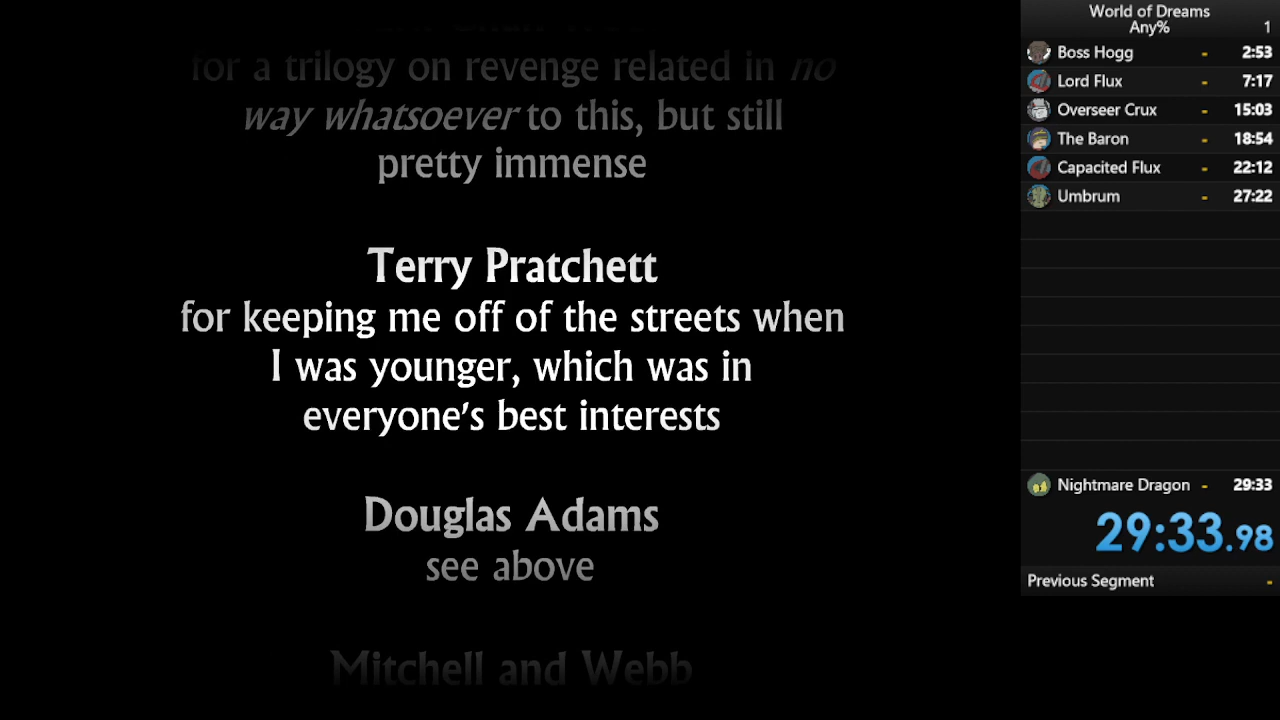 for a trilogy on revenge related in no
way whatsoever to this, but still
pretty immense
Terry Pratchett
for keeping me off of the streets when
I was younger, which was in
everyone's best interests
Douglas Adams
see above
Mitchell and Webb
World of Dreams
Any% 1
Boss Hogg - 2:53
Lord Flux - 7:17
Overseer Crux - 15:03
The Baron - 18:54
Capacited Flux - 22:12
Umbrum - 27:22
Nightmare Dragon - 29:33
29:33.98
Previous Segment -